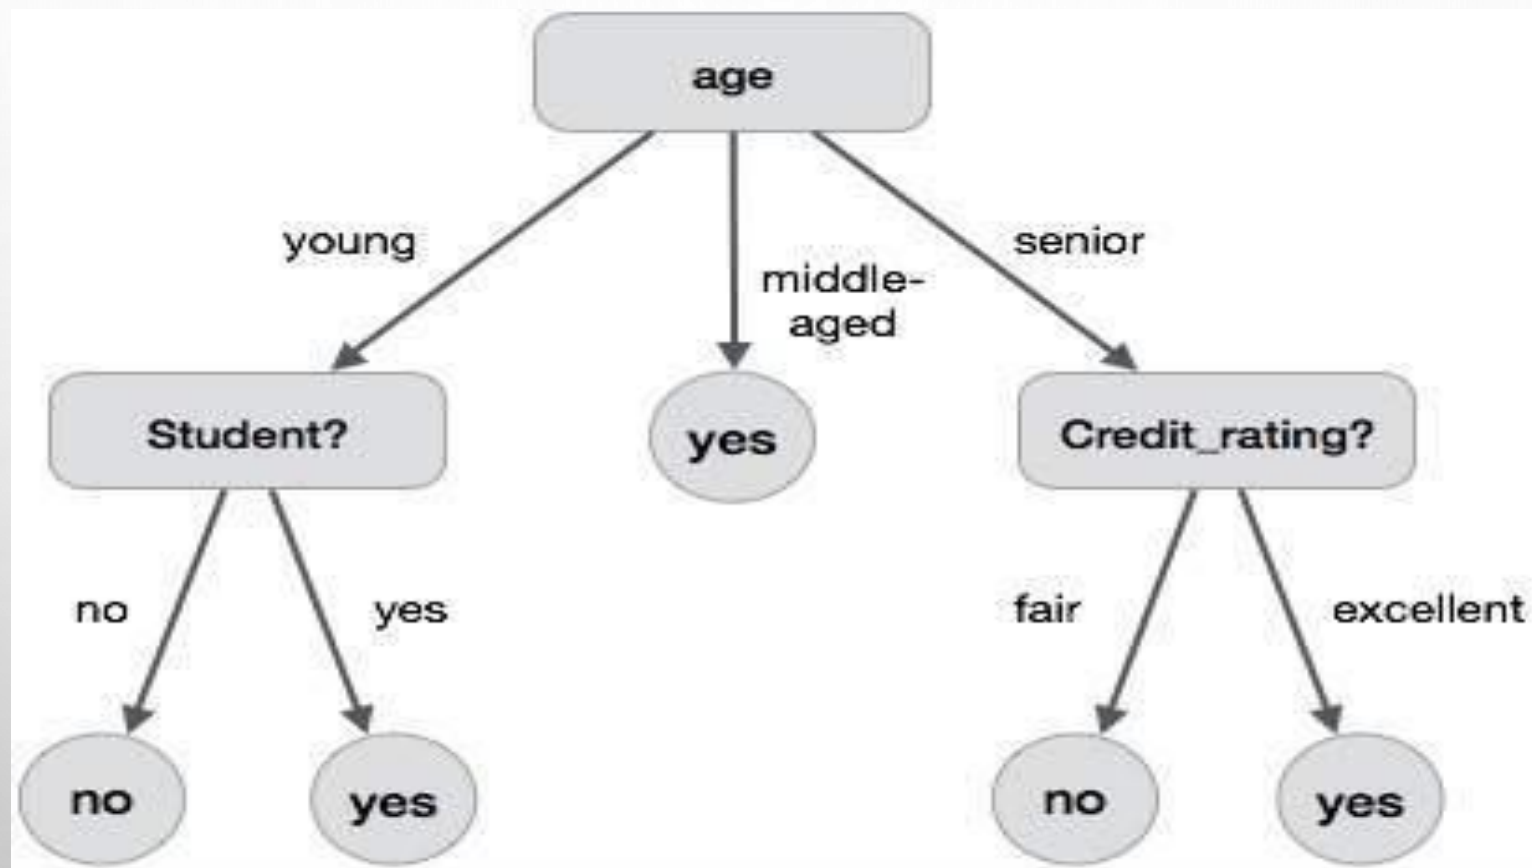 age
young
senior
middle-
aged
Student?
yes
Credit_rating?
no
yes
fair
excellent
no
yes
no
yes